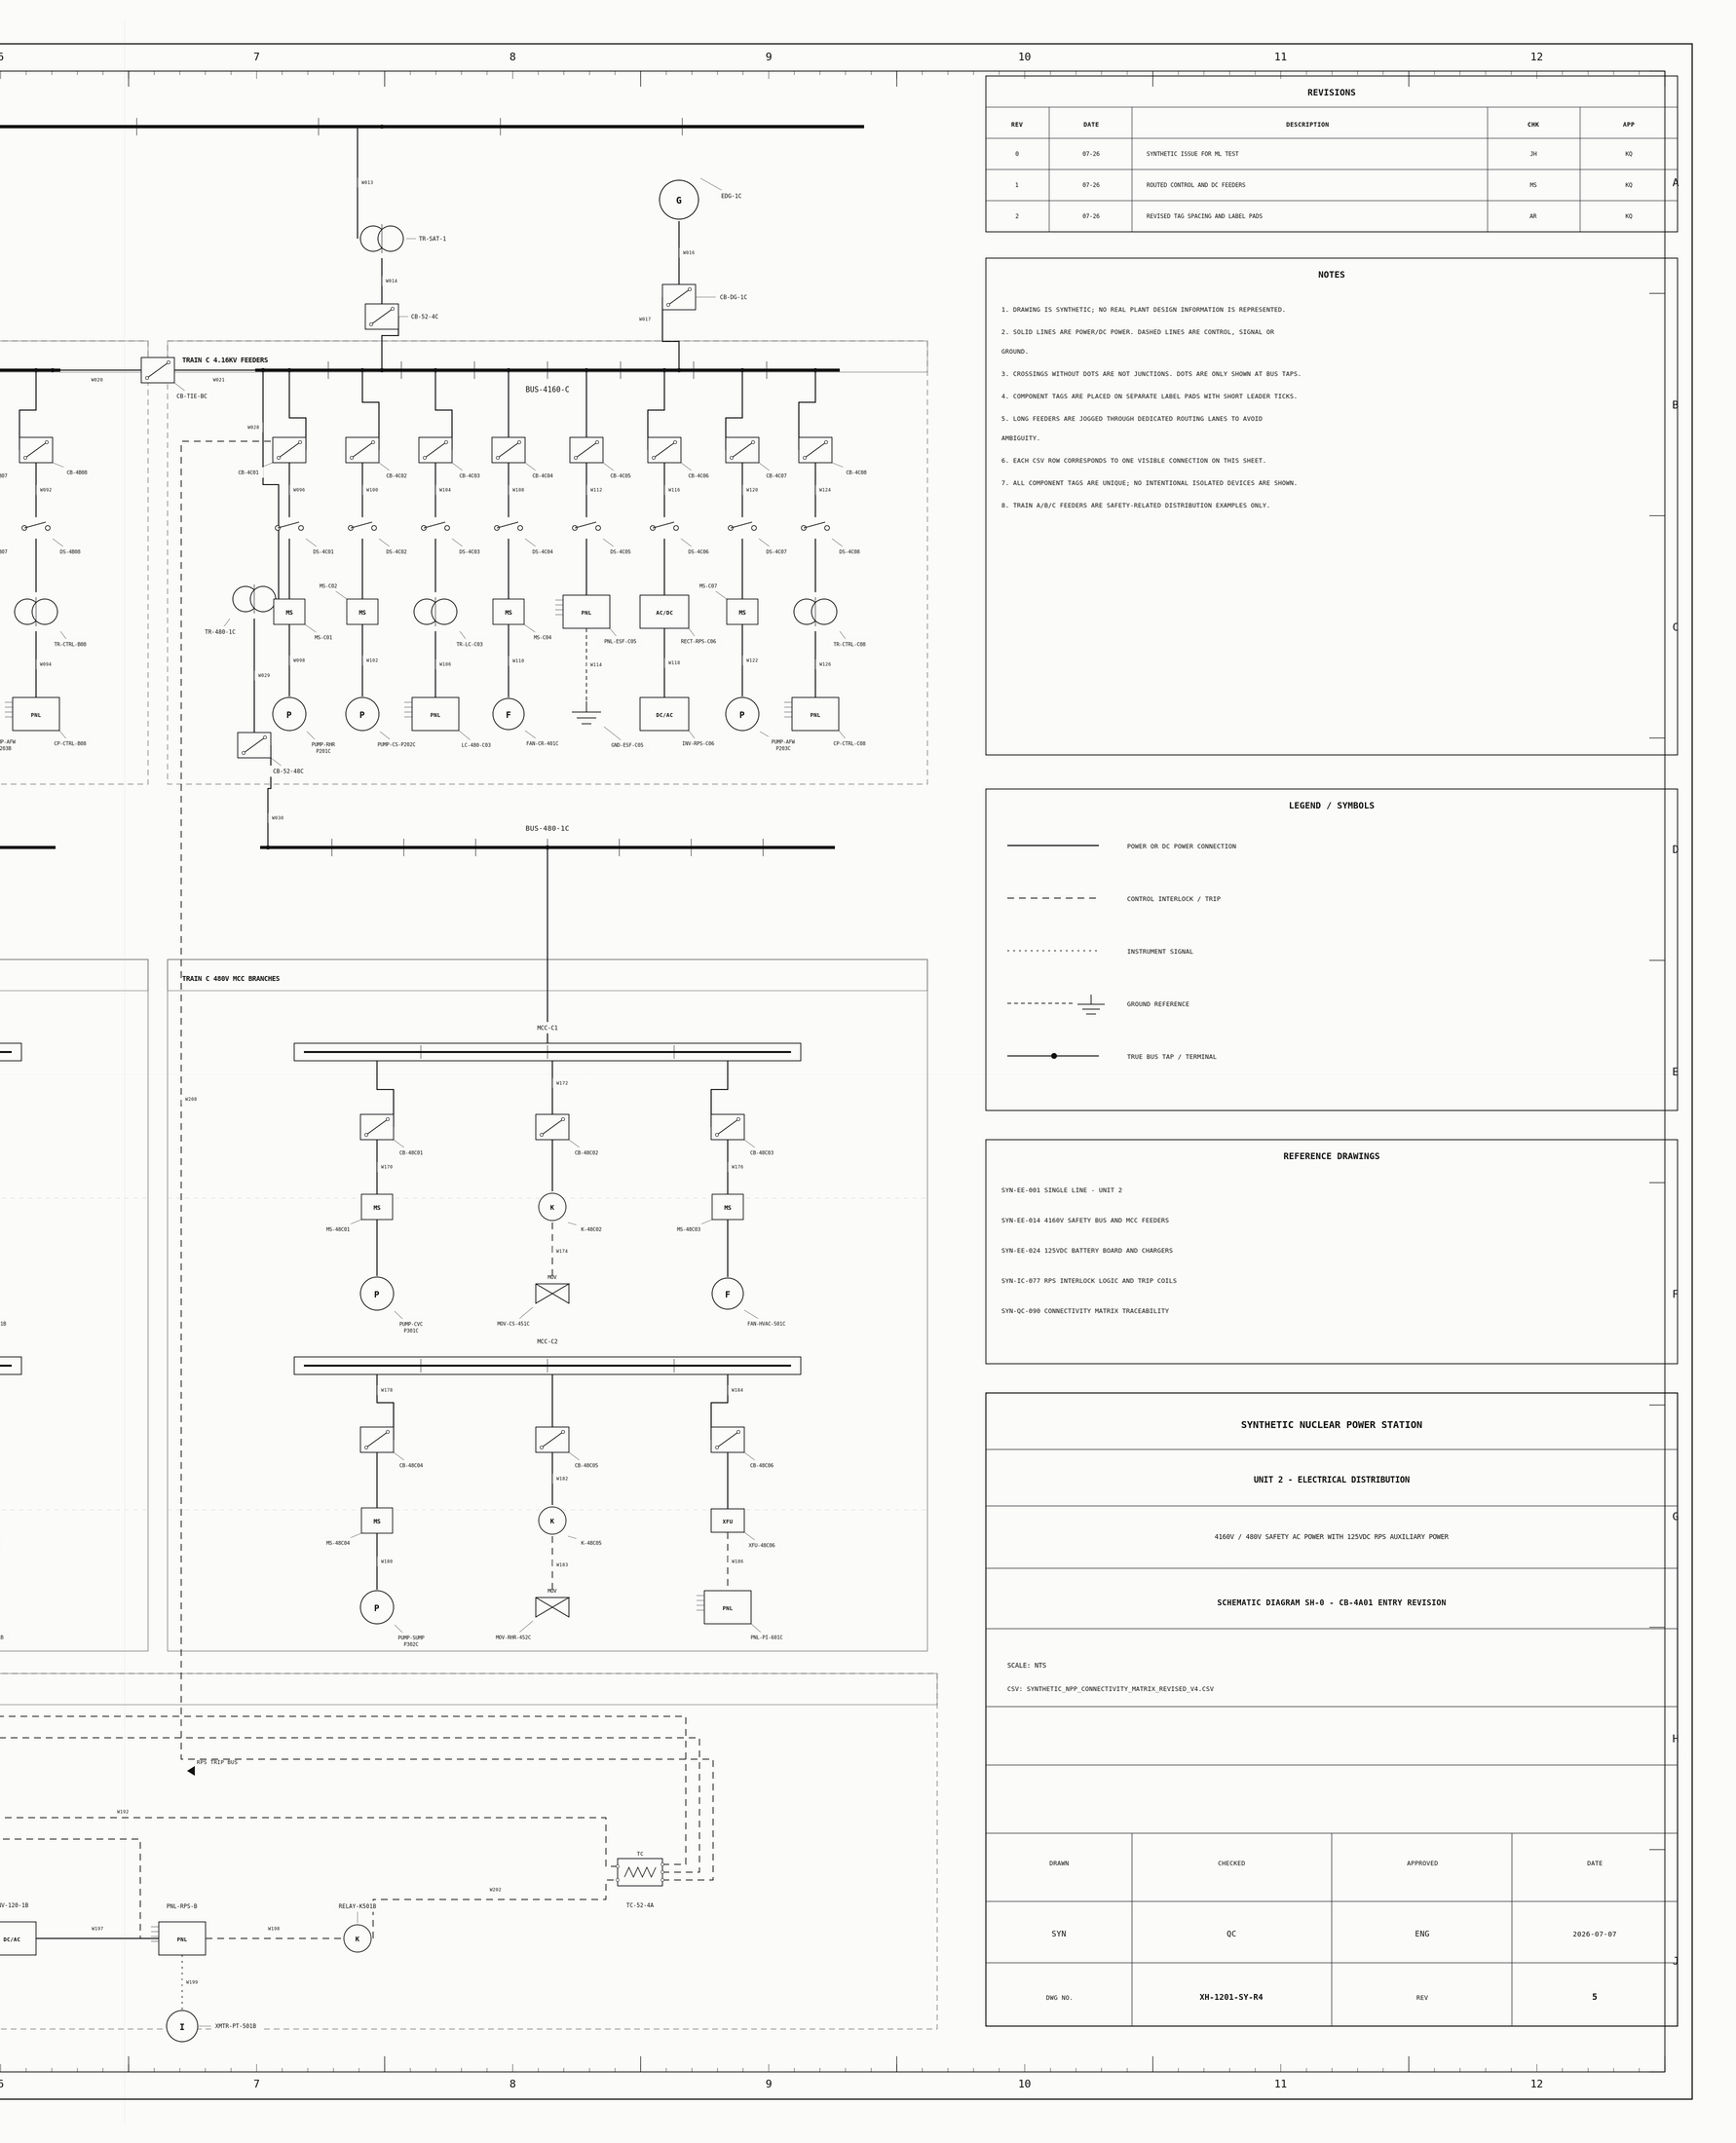 7 8 9 10 11 12
REVISIONS
REV DATE DESCRIPTION CHK APP
0 07-26 SYNTHETIC ISSUE FOR ML TEST JH KQ
1 07-26 ROUTED CONTROL AND DC FEEDERS MS KQ
2 07-26 REVISED TAG SPACING AND LABEL PADS AR KQ
A
B
C
D
E
F
G
H
J
W013
G
EDG-1C
TR-SAT-1
W016
W014
CB-DG-1C
CB-52-4C
W017
TRAIN C 4.16KV FEEDERS
W020
W021
CB-TIE-BC
BUS-4160-C
W028
CB-4B08
CB-4C01
CB-4C02
CB-4C03
CB-4C04
CB-4C05
CB-4C06
CB-4C07
CB-4C08
W092
W096
W100
W104
W108
W112
W116
W120
W124
DS-4B08
DS-4C01
DS-4C02
DS-4C03
DS-4C04
DS-4C05
DS-4C06
DS-4C07
DS-4C08
MS-C02
MS-C07
MS
MS
MS
PNL
AC/DC
MS
TR-480-1C
TR-CTRL-B08
MS-C01
TR-LC-C03
MS-C04
PNL-ESF-C05
RECT-RPS-C06
TR-CTRL-C08
W094
W029
W098
W102
W106
W110
W114
W118
W122
W126
PNL
P
P
PNL
F
DC/AC
P
PNL
CP-CTRL-B08
PUMP-RHR
P201C
PUMP-CS-P202C
LC-480-C03
FAN-CR-401C
GND-ESF-C05
INV-RPS-C06
PUMP-AFW
P203C
CP-CTRL-C08
CB-52-48C
W030
BUS-480-1C
TRAIN C 480V MCC BRANCHES
W208
MCC-C1
W172
CB-48C01
CB-48C02
CB-48C03
W170
W176
MS
K
MS
MS-48C01
K-48C02
MS-48C03
W174
MOV
P
F
PUMP-CVC
P301C
MOV-CS-451C
FAN-HVAC-501C
MCC-C2
W178
W184
CB-48C04
CB-48C05
CB-48C06
W182
MS
K
XFU
MS-48C04
K-48C05
XFU-48C06
W180
W183
W186
MOV
P
PNL
PUMP-SUMP
P302C
MOV-RHR-452C
PNL-PI-601C
RPS TRIP BUS
W192
TC
TC-52-4A
W202
PNL-RPS-B
RELAY-K501B
DC/AC
W197
PNL
W198
K
W199
I
XMTR-PT-501B
NOTES
1. DRAWING IS SYNTHETIC; NO REAL PLANT DESIGN INFORMATION IS REPRESENTED.
2. SOLID LINES ARE POWER/DC POWER. DASHED LINES ARE CONTROL, SIGNAL OR
GROUND.
3. CROSSINGS WITHOUT DOTS ARE NOT JUNCTIONS. DOTS ARE ONLY SHOWN AT BUS TAPS.
4. COMPONENT TAGS ARE PLACED ON SEPARATE LABEL PADS WITH SHORT LEADER TICKS.
5. LONG FEEDERS ARE JOGGED THROUGH DEDICATED ROUTING LANES TO AVOID
AMBIGUITY.
6. EACH CSV ROW CORRESPONDS TO ONE VISIBLE CONNECTION ON THIS SHEET.
7. ALL COMPONENT TAGS ARE UNIQUE; NO INTENTIONAL ISOLATED DEVICES ARE SHOWN.
8. TRAIN A/B/C FEEDERS ARE SAFETY-RELATED DISTRIBUTION EXAMPLES ONLY.
LEGEND / SYMBOLS
POWER OR DC POWER CONNECTION
CONTROL INTERLOCK / TRIP
INSTRUMENT SIGNAL
GROUND REFERENCE
TRUE BUS TAP / TERMINAL
REFERENCE DRAWINGS
SYN-EE-001 SINGLE LINE - UNIT 2
SYN-EE-014 4160V SAFETY BUS AND MCC FEEDERS
SYN-EE-024 125VDC BATTERY BOARD AND CHARGERS
SYN-IC-077 RPS INTERLOCK LOGIC AND TRIP COILS
SYN-QC-090 CONNECTIVITY MATRIX TRACEABILITY
SYNTHETIC NUCLEAR POWER STATION
UNIT 2 - ELECTRICAL DISTRIBUTION
4160V / 480V SAFETY AC POWER WITH 125VDC RPS AUXILIARY POWER
SCHEMATIC DIAGRAM SH-0 - CB-4A01 ENTRY REVISION
SCALE: NTS
CSV: SYNTHETIC_NPP_CONNECTIVITY_MATRIX_REVISED_V4.CSV
DRAWN CHECKED APPROVED DATE
SYN QC ENG 2026-07-07
DWG NO. XH-1201-SY-R4 REV 5
7 8 9 10 11 12